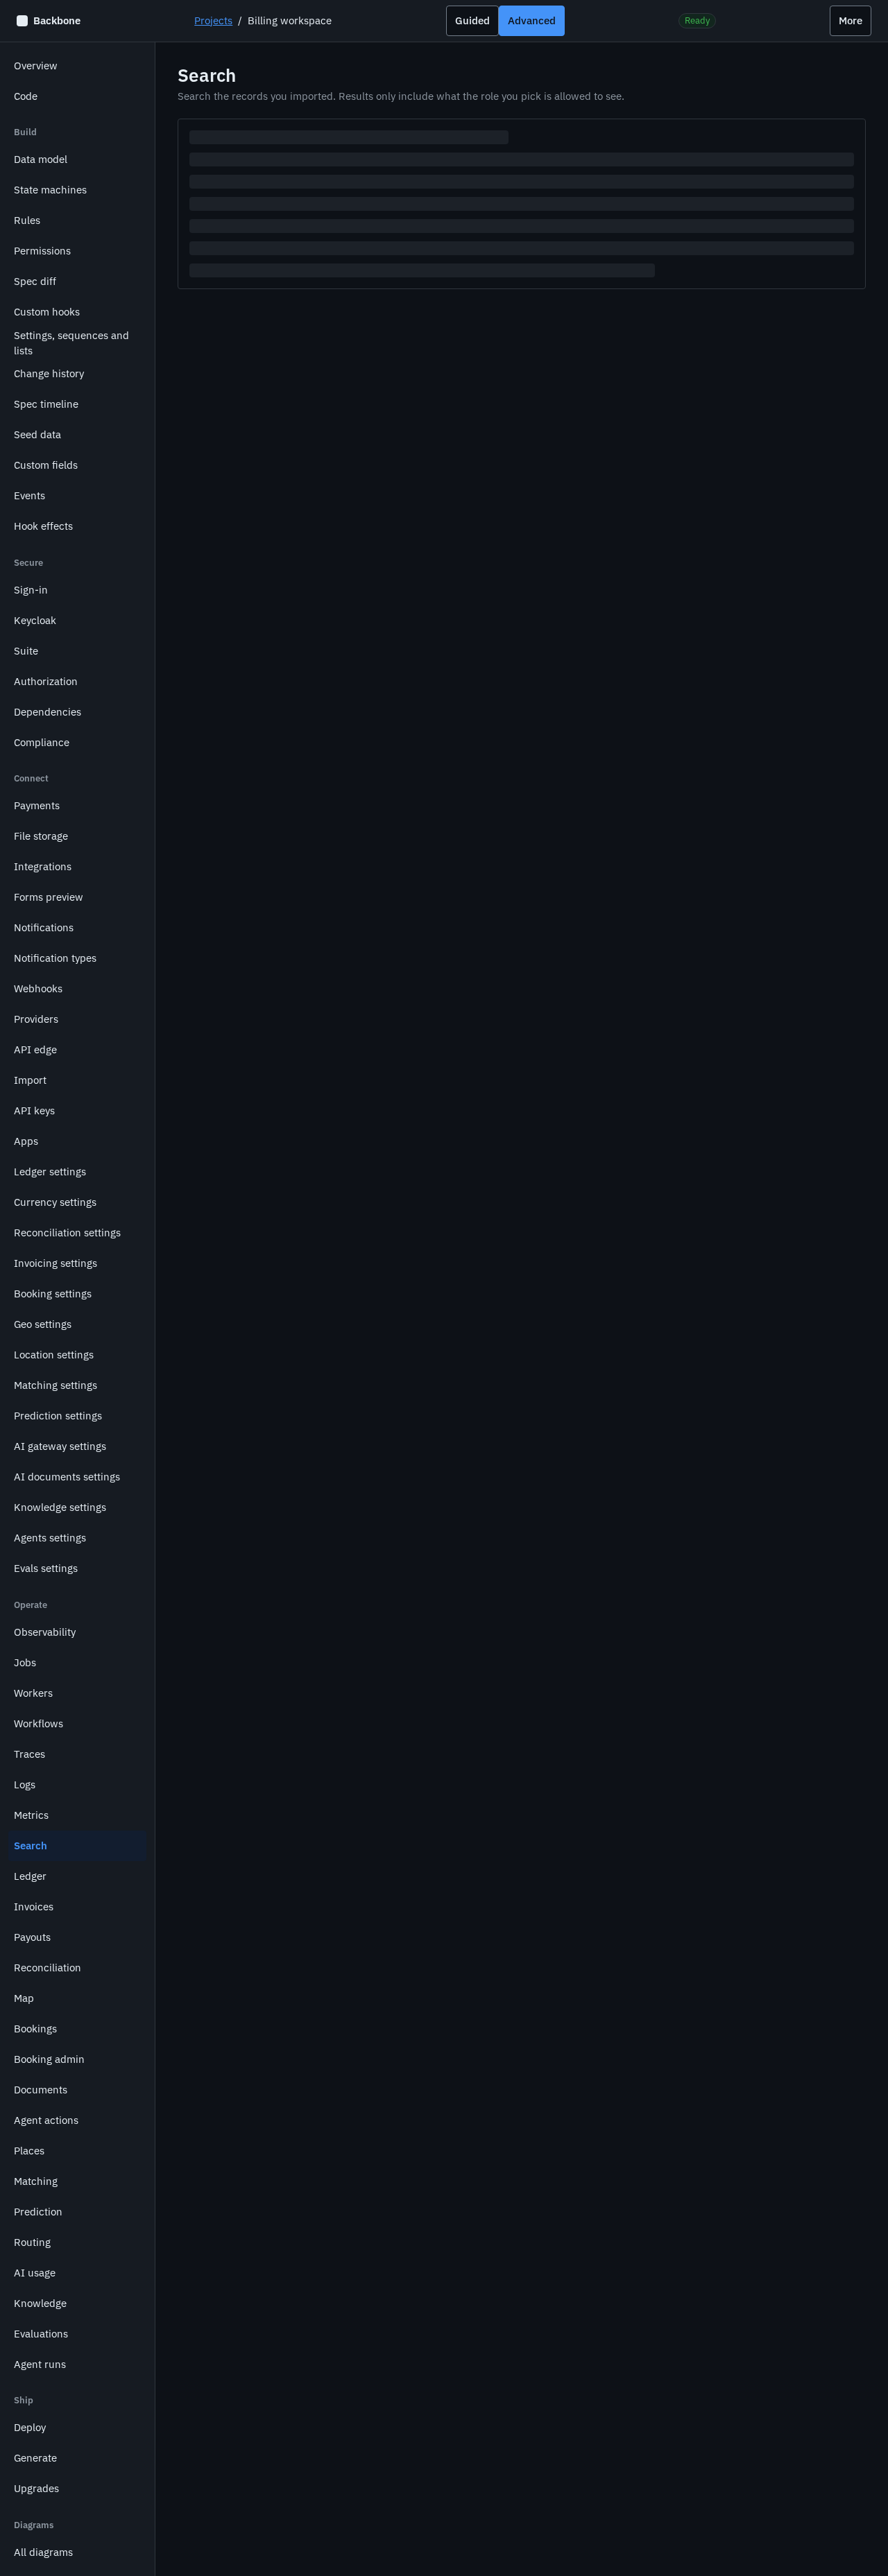 Backbone
Projects / Billing workspace
Guided
Advanced
Ready
More
Overview
Code
Build
Data model
State machines
Rules
Permissions
Spec diff
Custom hooks
Settings, sequences and
lists
Change history
Spec timeline
Seed data
Custom fields
Events
Hook effects
Secure
Sign-in
Keycloak
Suite
Authorization
Dependencies
Compliance
Connect
Payments
File storage
Integrations
Forms preview
Notifications
Notification types
Webhooks
Providers
API edge
Import
API keys
Apps
Ledger settings
Currency settings
Reconciliation settings
Invoicing settings
Booking settings
Geo settings
Location settings
Matching settings
Prediction settings
AI gateway settings
AI documents settings
Knowledge settings
Agents settings
Evals settings
Operate
Observability
Jobs
Workers
Workflows
Traces
Logs
Metrics
Search
Ledger
Invoices
Payouts
Reconciliation
Map
Bookings
Booking admin
Documents
Agent actions
Places
Matching
Prediction
Routing
AI usage
Knowledge
Evaluations
Agent runs
Ship
Deploy
Generate
Upgrades
Diagrams
All diagrams
Search
Search the records you imported. Results only include what the role you pick is allowed to see.